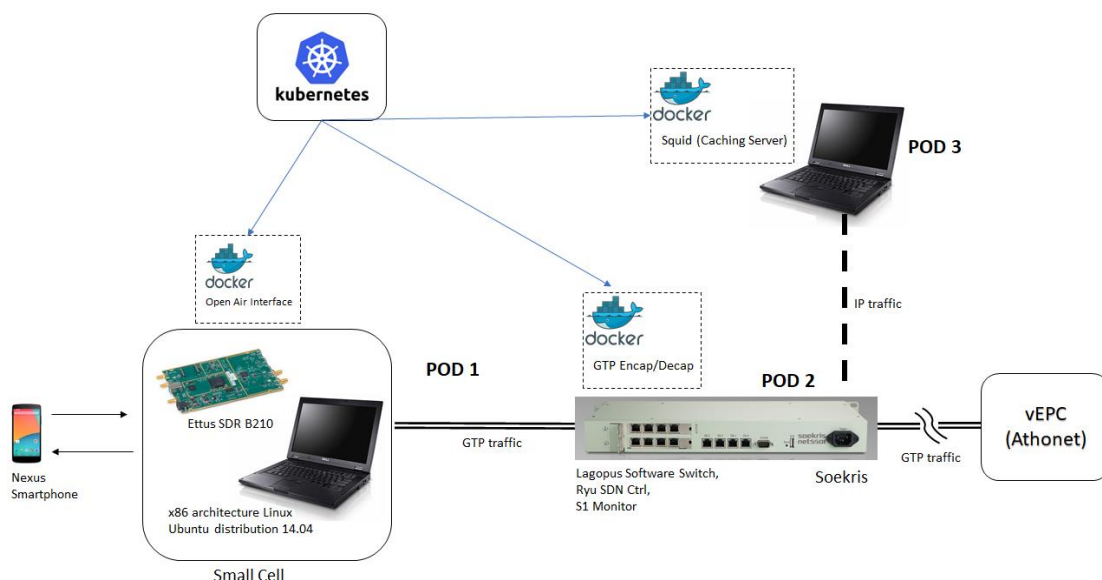 kubernetes
docker
Squid (Caching Server)
POD 3
docker
Open Air Interface
IP traffic
docker
GTP Encap/Decap
POD 1
POD 2
Ettus SDR B210
vEPC
(Athonet)
GTP traffic
soekris
GTP traffic
Nexus
Smartphone
Lagopus Software Switch,
Ryu SDN Ctrl,
S1 Monitor
Soekris
x86 architecture Linux
Ubuntu distribution 14.04
Small Cell